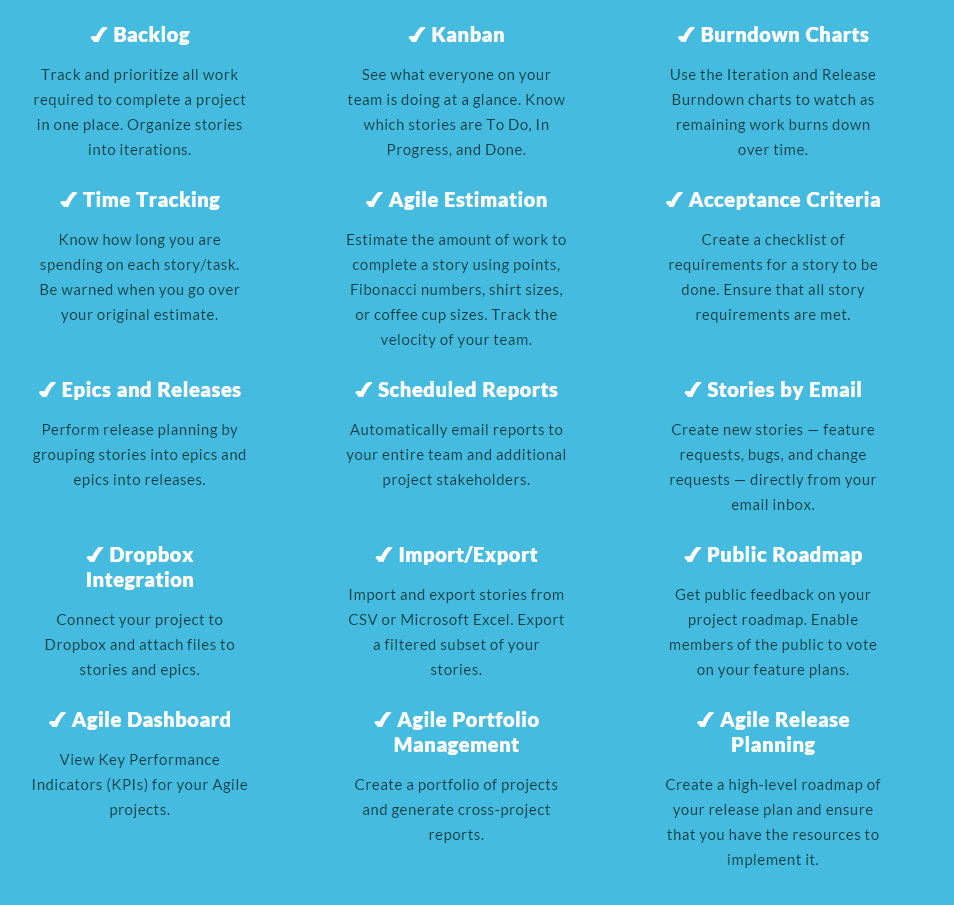 ✔ Backlog
Track and prioritize all work
required to complete a project
in one place. Organize stories
into iterations.
✔ Kanban
See what everyone on your
team is doing at a glance. Know
which stories are To Do, In
Progress, and Done.
✔ Burndown Charts
Use the Iteration and Release
Burndown charts to watch as
remaining work burns down
over time.
✔ Time Tracking
Know how long you are
spending on each story/task.
Be warned when you go over
your original estimate.
✔ Agile Estimation
Estimate the amount of work to
complete a story using points,
Fibonacci numbers, shirt sizes,
or coffee cup sizes. Track the
velocity of your team.
✔ Acceptance Criteria
Create a checklist of
requirements for a story to be
done. Ensure that all story
requirements are met.
✔ Epics and Releases
Perform release planning by
grouping stories into epics and
epics into releases.
✔ Scheduled Reports
Automatically email reports to
your entire team and additional
project stakeholders.
✔ Stories by Email
Create new stories — feature
requests, bugs, and change
requests — directly from your
email inbox.
✔ Dropbox
Integration
Connect your project to
Dropbox and attach files to
stories and epics.
✔ Import/Export
Import and export stories from
CSV or Microsoft Excel. Export
a filtered subset of your
stories.
✔ Public Roadmap
Get public feedback on your
project roadmap. Enable
members of the public to vote
on your feature plans.
✔ Agile Dashboard
View Key Performance
Indicators (KPIs) for your Agile
projects.
✔ Agile Portfolio
Management
Create a portfolio of projects
and generate cross-project
reports.
✔ Agile Release
Planning
Create a high-level roadmap of
your release plan and ensure
that you have the resources to
implement it.